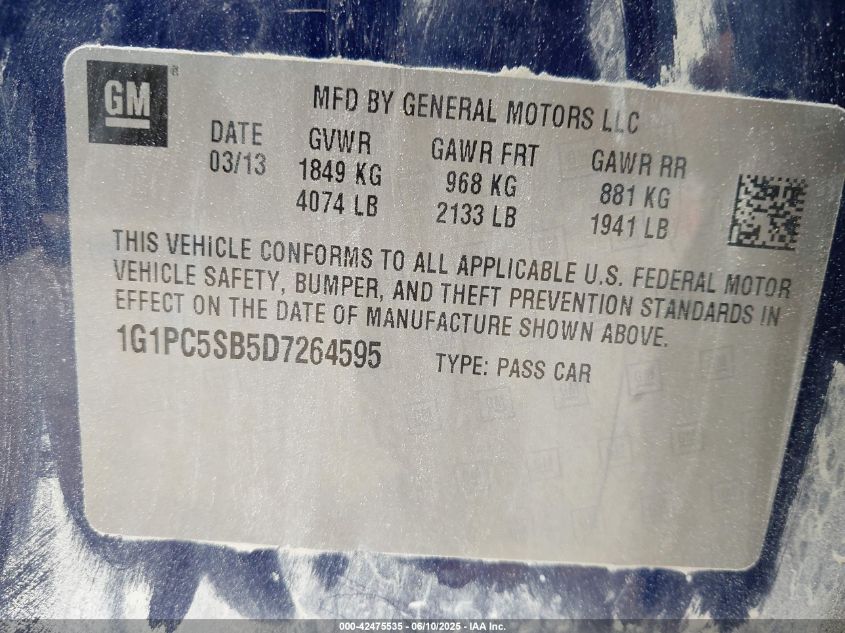 GM
MFD BY GENERAL MOTORS LLC
DATE GVWR GAWR FRT GAWR RR
03/13 1849 KG 968 KG 881 KG
4074 LB 2133 LB 1941 LB
THIS VEHICLE CONFORMS TO ALL APPLICABLE U.S. FEDERAL MOTOR
VEHICLE SAFETY, BUMPER, AND THEFT PREVENTION STANDARDS IN
EFFECT ON THE DATE OF MANUFACTURE SHOWN ABOVE.
1G1PC5SB5D7264595 TYPE: PASS CAR
000-42475535 - 06/10/2025 - IAA Inc.